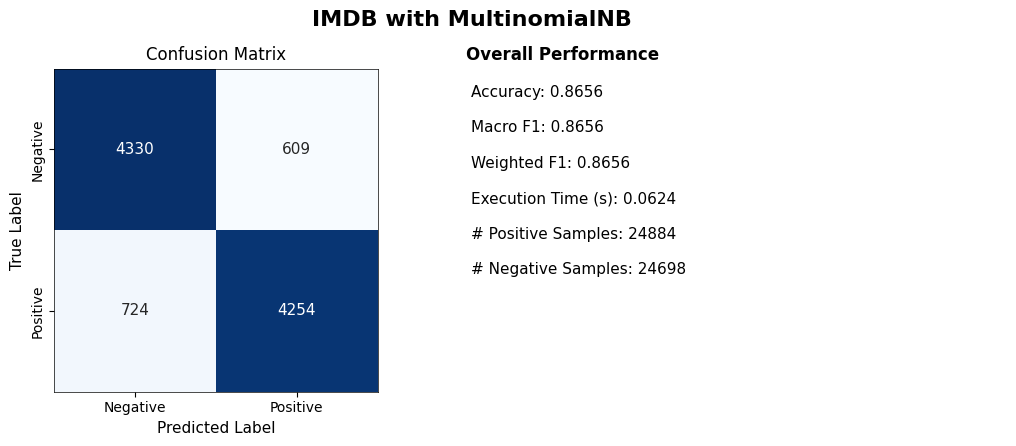 IMDB with MultinomialNB
Confusion Matrix
True Label
Negative
Positive
4330 609
724 4254
Negative Positive
Predicted Label
Overall Performance
Accuracy: 0.8656
Macro F1: 0.8656
Weighted F1: 0.8656
Execution Time (s): 0.0624
# Positive Samples: 24884
# Negative Samples: 24698